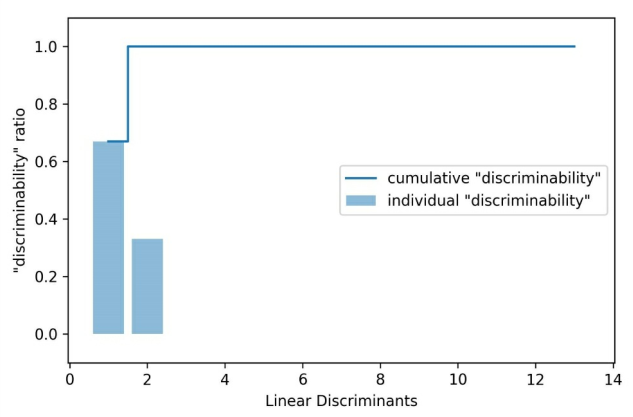 1.0
0.8
0.6
0.4
0.2
0.0
"discriminability" ratio
cumulative "discriminability"
individual "discriminability"
0 2 4 6 8 10 12 14
Linear Discriminants